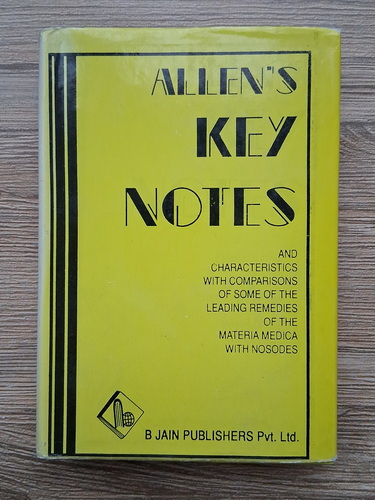 ALLEN'S
KEY
NOTES
AND
CHARACTERISTICS
WITH COMPARISONS
OF SOME OF THE
LEADING REMEDIES
OF THE
MATERIA MEDICA
WITH NOSODES
B JAIN PUBLISHERS Pvt. Ltd.